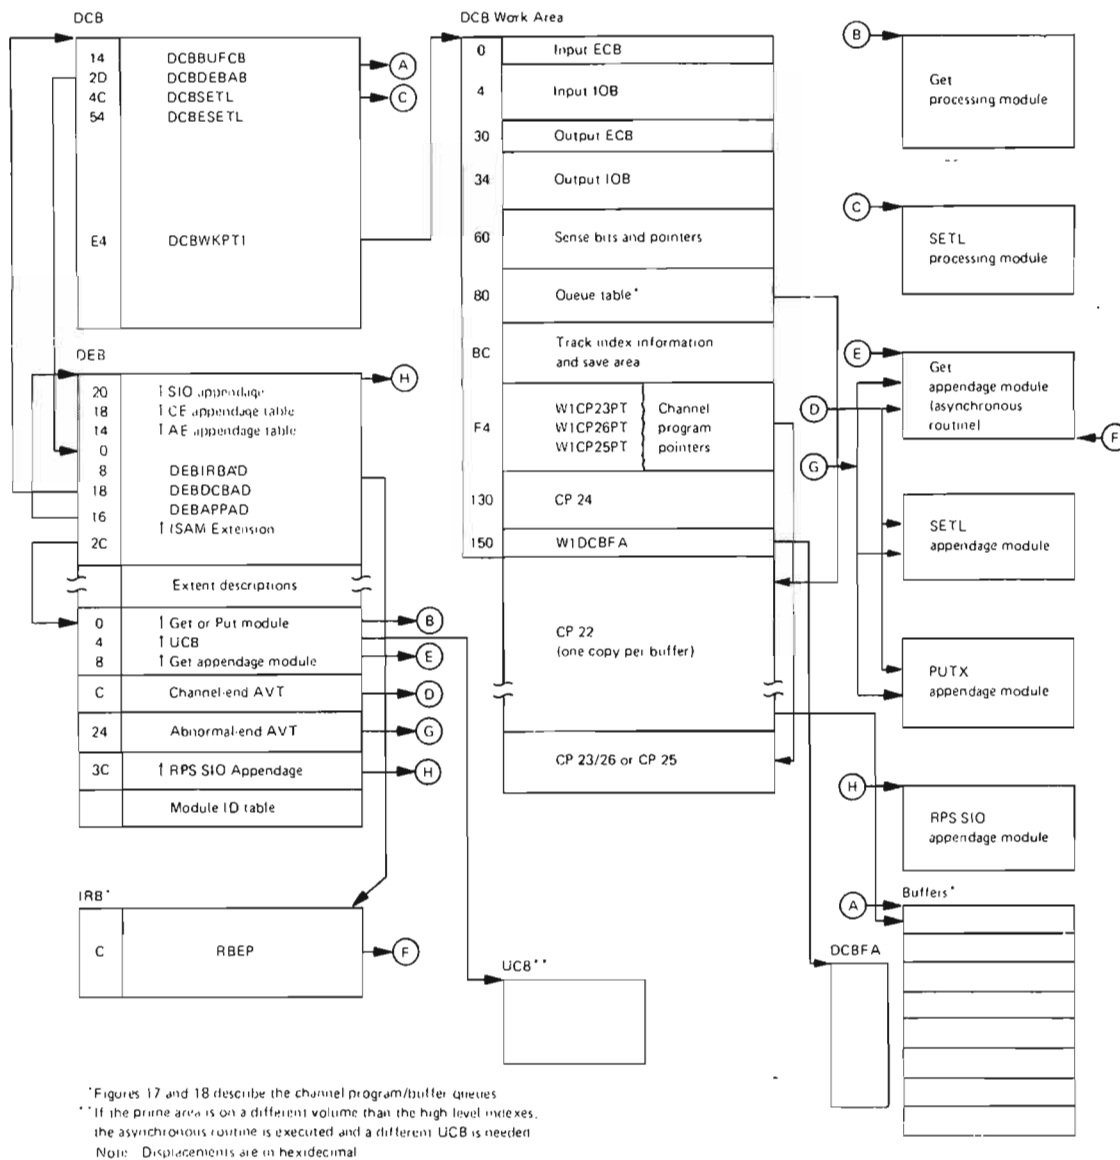 DCB
14 DCBBUFCB
A
2D DCBDEBAB
4C DCBSETL
C
54 DCBESETL
E4 DCBWKPT1
DEB
H
20 ↑ SIO appendage
18 ↑ CE appendage table
14 ↑ AE appendage table
0
8 DEBIRBAD
18 DEBDCBAD
16 DEBAPPAD
↑ ISAM Extension
2C
Extent descriptions
0 ↑ Get or Put module
B
4 ↑ UCB
8 ↑ Get appendage module
E
C Channel-end AVT
D
24 Abnormal-end AVT
G
3C ↑ RPS SIO Appendage
H
Module ID table
IRB*
C RBEP
F
DCB Work Area
0 Input ECB
4 Input IOB
30 Output ECB
34 Output IOB
60 Sense bits and pointers
80 Queue table*
BC Track index information
and save area
W1CP23PT Channel
F4 W1CP26PT program
W1CP25PT pointers
130 CP 24
150 W1DCBFA
CP 22
(one copy per buffer)
CP 23/26 or CP 25
UCB**
B
Get
processing module
C
SETL
processing module
E
Get
appendage module
(asynchronous
routine)
D
F
G
SETL
appendage module
PUTX
appendage module
H
RPS SIO
appendage module
Buffers*
A
DCBFA
*Figures 17 and 18 describe the channel program/buffer queues
**If the prime area is on a different volume than the high level indexes,
the asynchronous routine is executed and a different UCB is needed
Note: Displacements are in hexidecimal